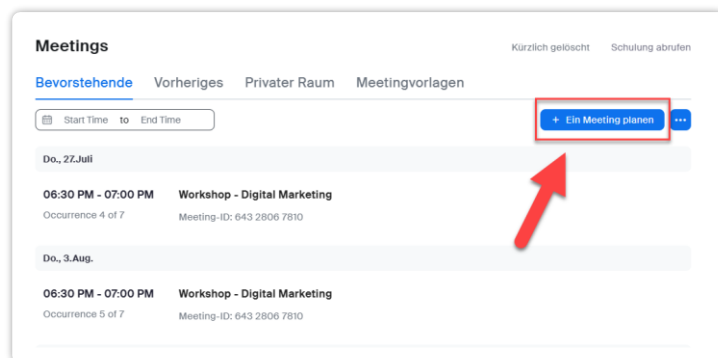 Meetings
Kürzlich gelöscht Schulung abrufen
Bevorstehende Vorheriges Privater Raum Meetingvorlagen
Start Time to End Time
+ Ein Meeting planen
Do., 27.Juli
06:30 PM - 07:00 PM Workshop - Digital Marketing
Occurrence 4 of 7 Meeting-ID: 643 2806 7810
Do., 3.Aug.
06:30 PM - 07:00 PM Workshop - Digital Marketing
Occurrence 5 of 7 Meeting-ID: 643 2806 7810